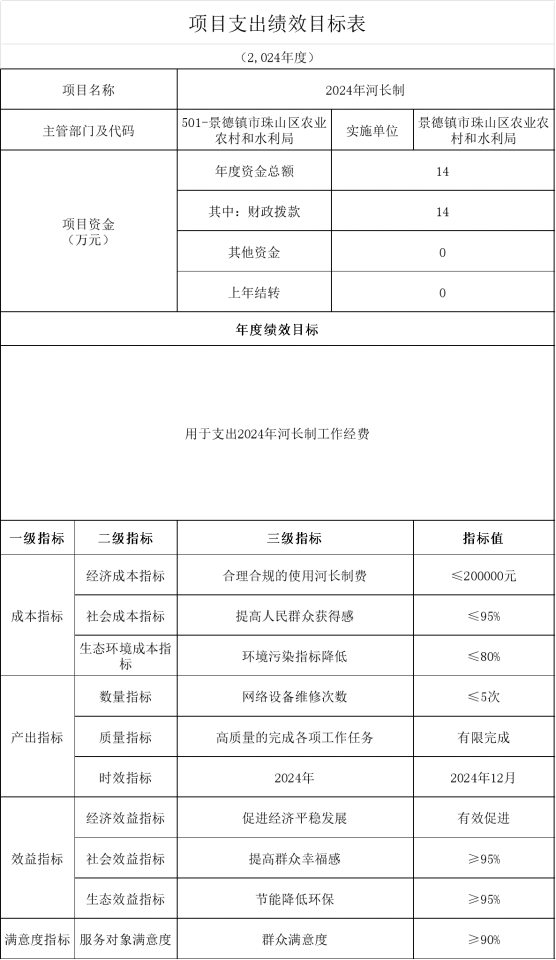 项目支出绩效目标表
（2,024年度）
项目名称
2024年河长制
主管部门及代码
501-景德镇市珠山区农业
农村和水利局
实施单位
景德镇市珠山区农业农
村和水利局
项目资金
（万元）
年度资金总额
14
其中：财政拨款
14
其他资金
0
上年结转
0
年度绩效目标
用于支出2024年河长制工作经费
一级指标
二级指标
三级指标
指标值
成本指标
经济成本指标
合理合规的使用河长制费
≤200000元
社会成本指标
提高人民群众获得感
≤95%
生态环境成本指
标
环境污染指标降低
≤80%
产出指标
数量指标
网络设备维修次数
≤5次
质量指标
高质量的完成各项工作任务
有限完成
时效指标
2024年
2024年12月
效益指标
经济效益指标
促进经济平稳发展
有效促进
社会效益指标
提高群众幸福感
≥95%
生态效益指标
节能降低环保
≥95%
满意度指标
服务对象满意度
群众满意度
≥90%